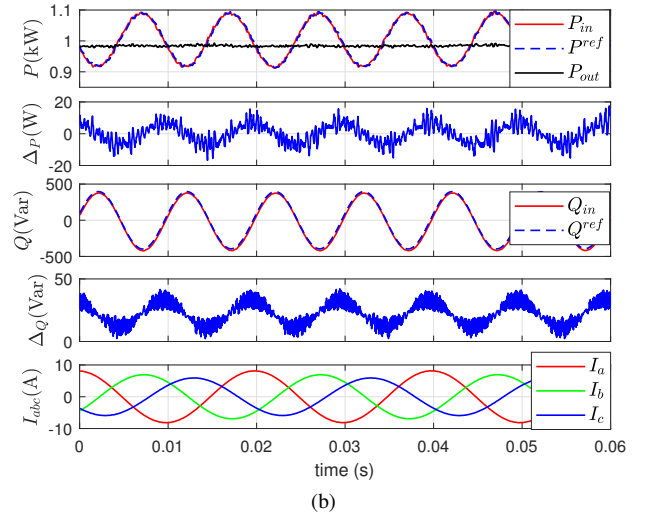 1.1
1
0.9
P(kW)
P_in
P^ref
P_out
20
0
-20
Δ_P(W)
500
0
-500
Q(Var)
Q_in
Q^ref
50
0
Δ_Q(Var)
10
0
-10
I_abc(A)
I_a
I_b
I_c
0 0.01 0.02 0.03 0.04 0.05 0.06
time (s)
(b)